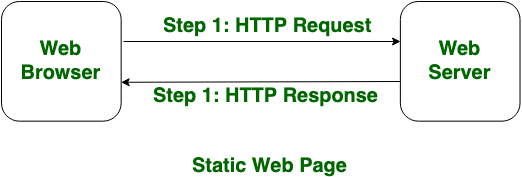 Step 1: HTTP Request
Web
Browser
Web
Server
Step 1: HTTP Response
Static Web Page